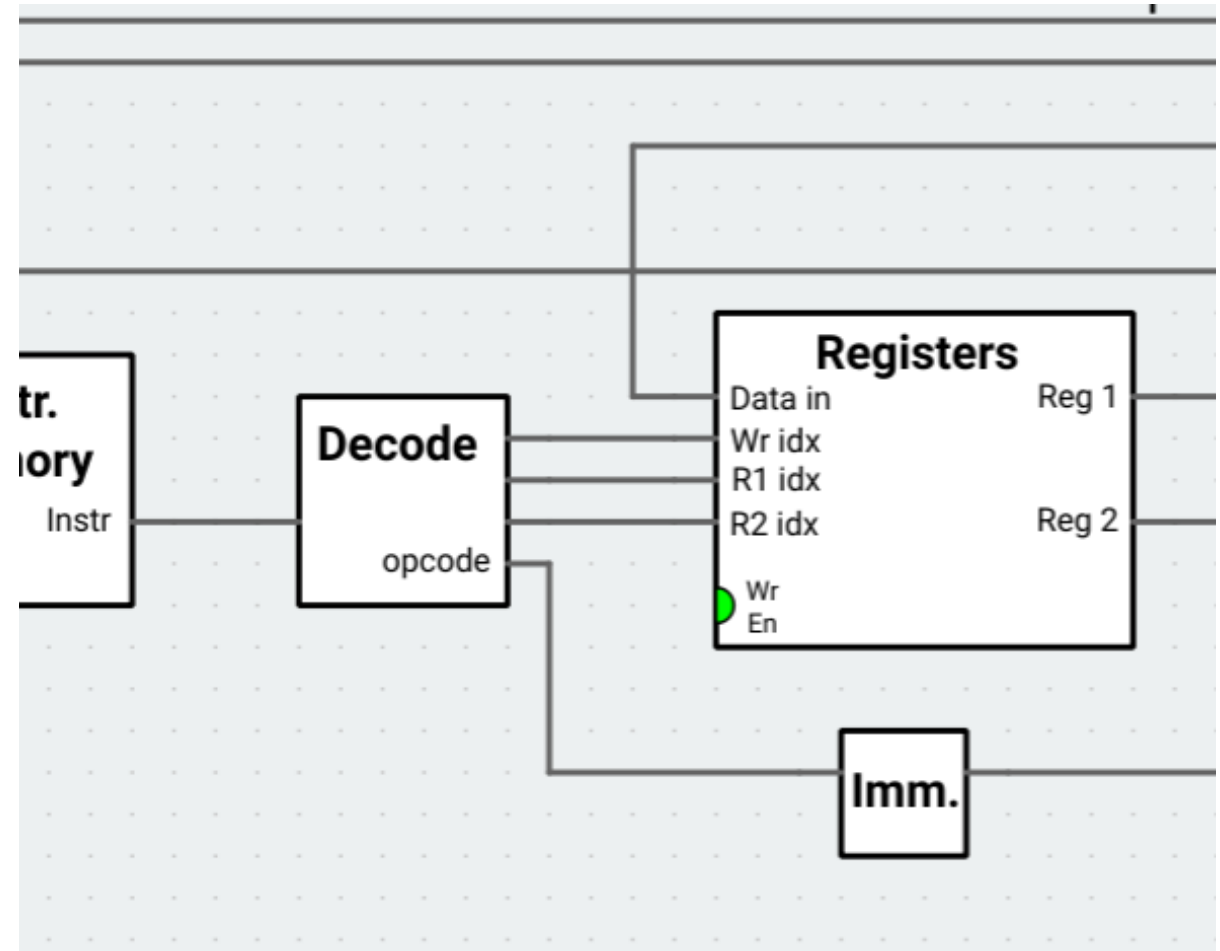 tr.
ory
Instr
Decode
opcode
Registers
Data in
Reg 1
Wr idx
R1 idx
R2 idx
Reg 2
Wr
En
Imm.